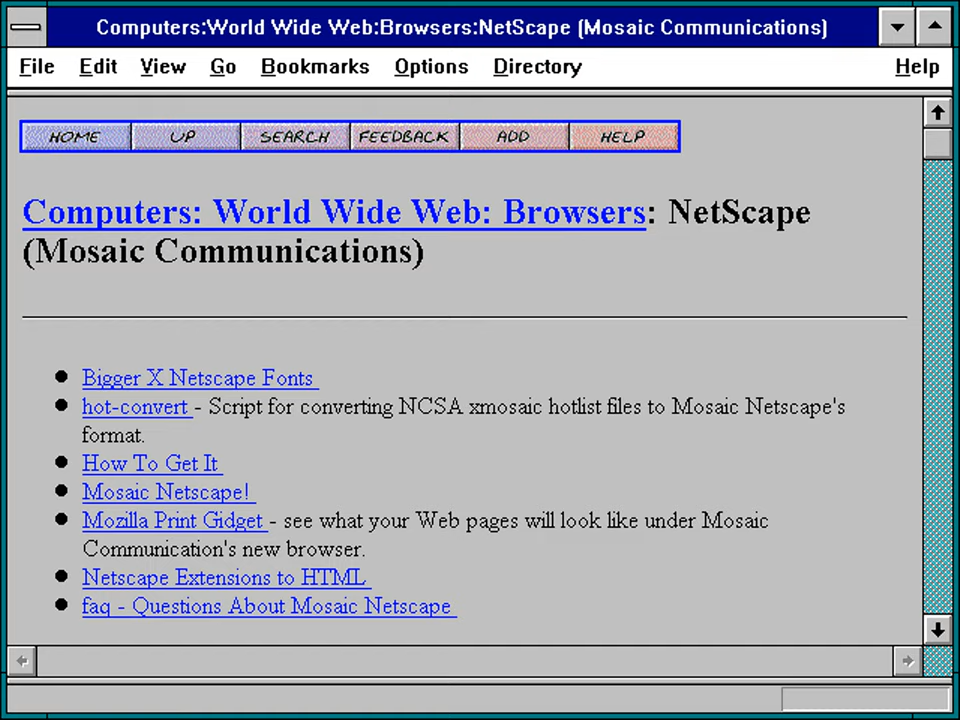 Computers:World Wide Web:Browsers:NetScape (Mosaic Communications)
File Edit View Go Bookmarks Options Directory Help
HOME UP SEARCH FEEDBACK ADD HELP
Computers: World Wide Web: Browsers: NetScape
(Mosaic Communications)
Bigger X Netscape Fonts
hot-convert - Script for converting NCSA xmosaic hotlist files to Mosaic Netscape's
format.
How To Get It
Mosaic Netscape!
Mozilla Print Gidget - see what your Web pages will look like under Mosaic
Communication's new browser.
Netscape Extensions to HTML
faq - Questions About Mosaic Netscape